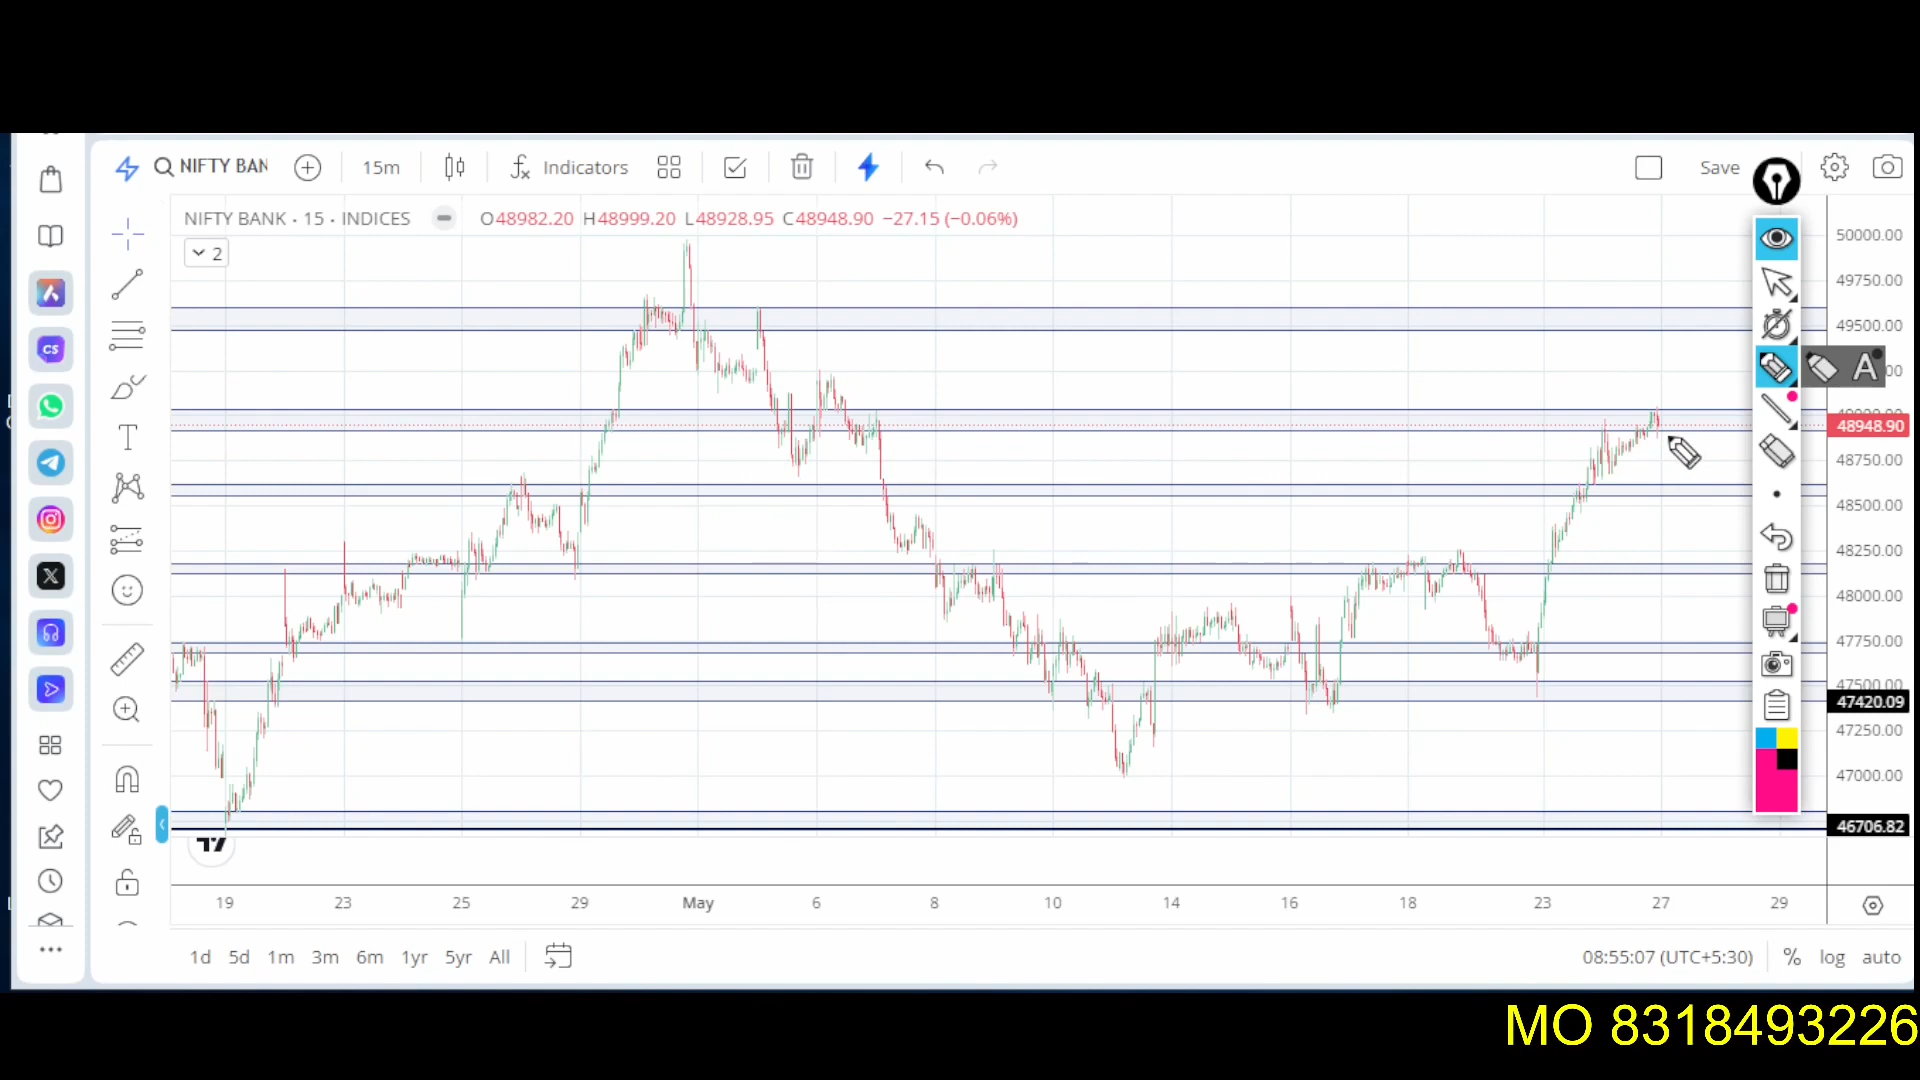 NIFTY BAN
15m
Indicators
Save
NIFTY BANK · 15 · INDICES
O48982.20 H48999.20 L48928.95 C48948.90 −27.15 (−0.06%)
2
CS
T
A
50000.00
49750.00
49500.00
48948.90
48750.00
48500.00
48250.00
48000.00
47750.00
47500.00
47420.09
47250.00
47000.00
46706.82
19 23 25 29 May 6 8 10 14 16 18 23 27 29
1d 5d 1m 3m 6m 1yr 5yr All
08:55:07 (UTC+5:30) % log auto
MO 8318493226